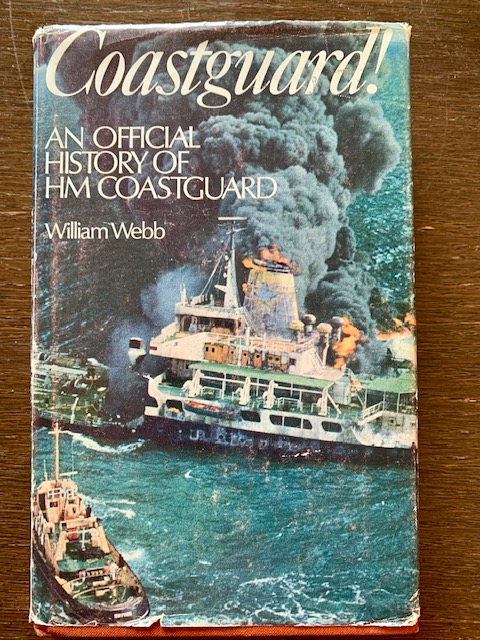 Coastguard!
AN OFFICIAL
HISTORY OF
HM COASTGUARD
William Webb